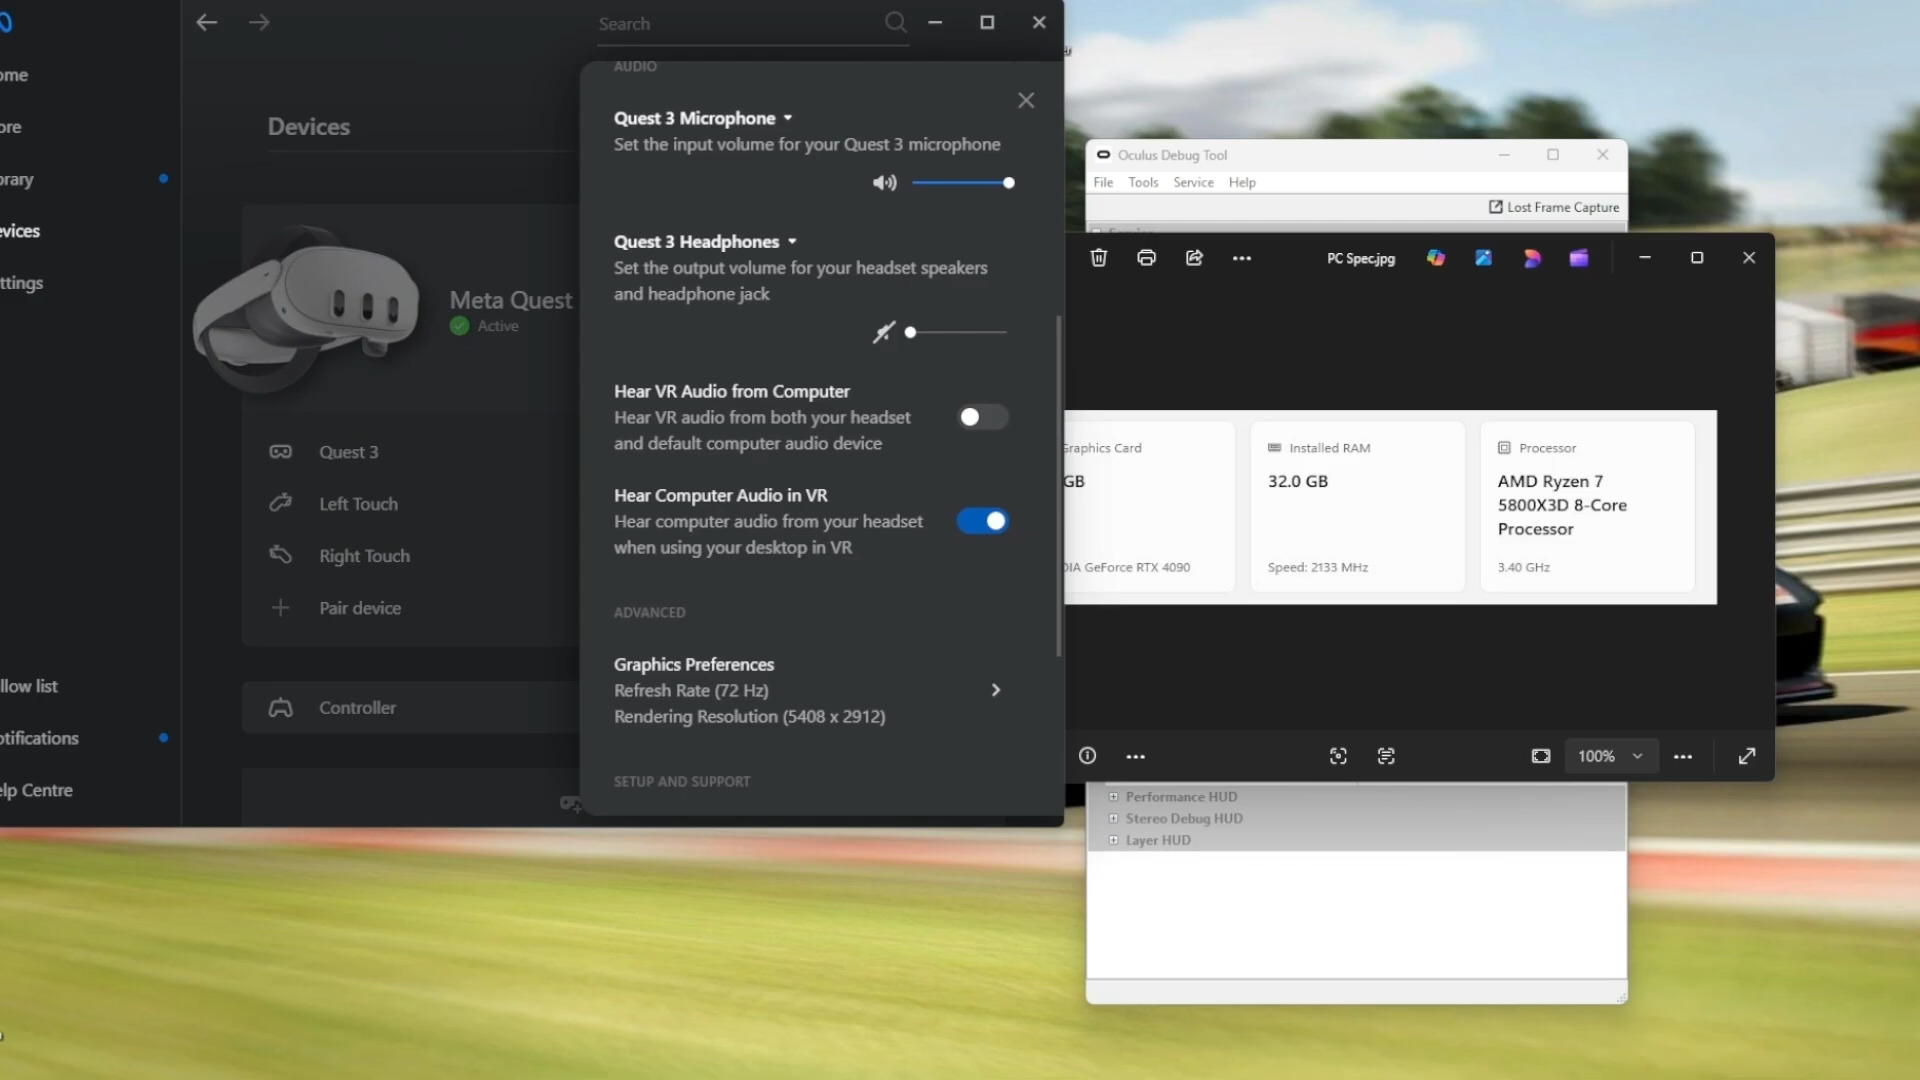 Search
ome
ore
brary
evices
ttings
llow list
otifications
elp Centre
Devices
Meta Quest
Active
Quest 3
Left Touch
Right Touch
Pair device
Controller
AUDIO
Quest 3 Microphone
Set the input volume for your Quest 3 microphone
Quest 3 Headphones
Set the output volume for your headset speakers
and headphone jack
Hear VR Audio from Computer
Hear VR audio from both your headset
and default computer audio device
Hear Computer Audio in VR
Hear computer audio from your headset
when using your desktop in VR
ADVANCED
Graphics Preferences
Refresh Rate (72 Hz)
Rendering Resolution (5408 x 2912)
SETUP AND SUPPORT
Oculus Debug Tool
File Tools Service Help
Lost Frame Capture
PC Spec.jpg
Graphics Card
GB
DIA GeForce RTX 4090
Installed RAM
32.0 GB
Speed: 2133 MHz
Processor
AMD Ryzen 7
5800X3D 8-Core
Processor
3.40 GHz
100%
Performance HUD
Stereo Debug HUD
Layer HUD